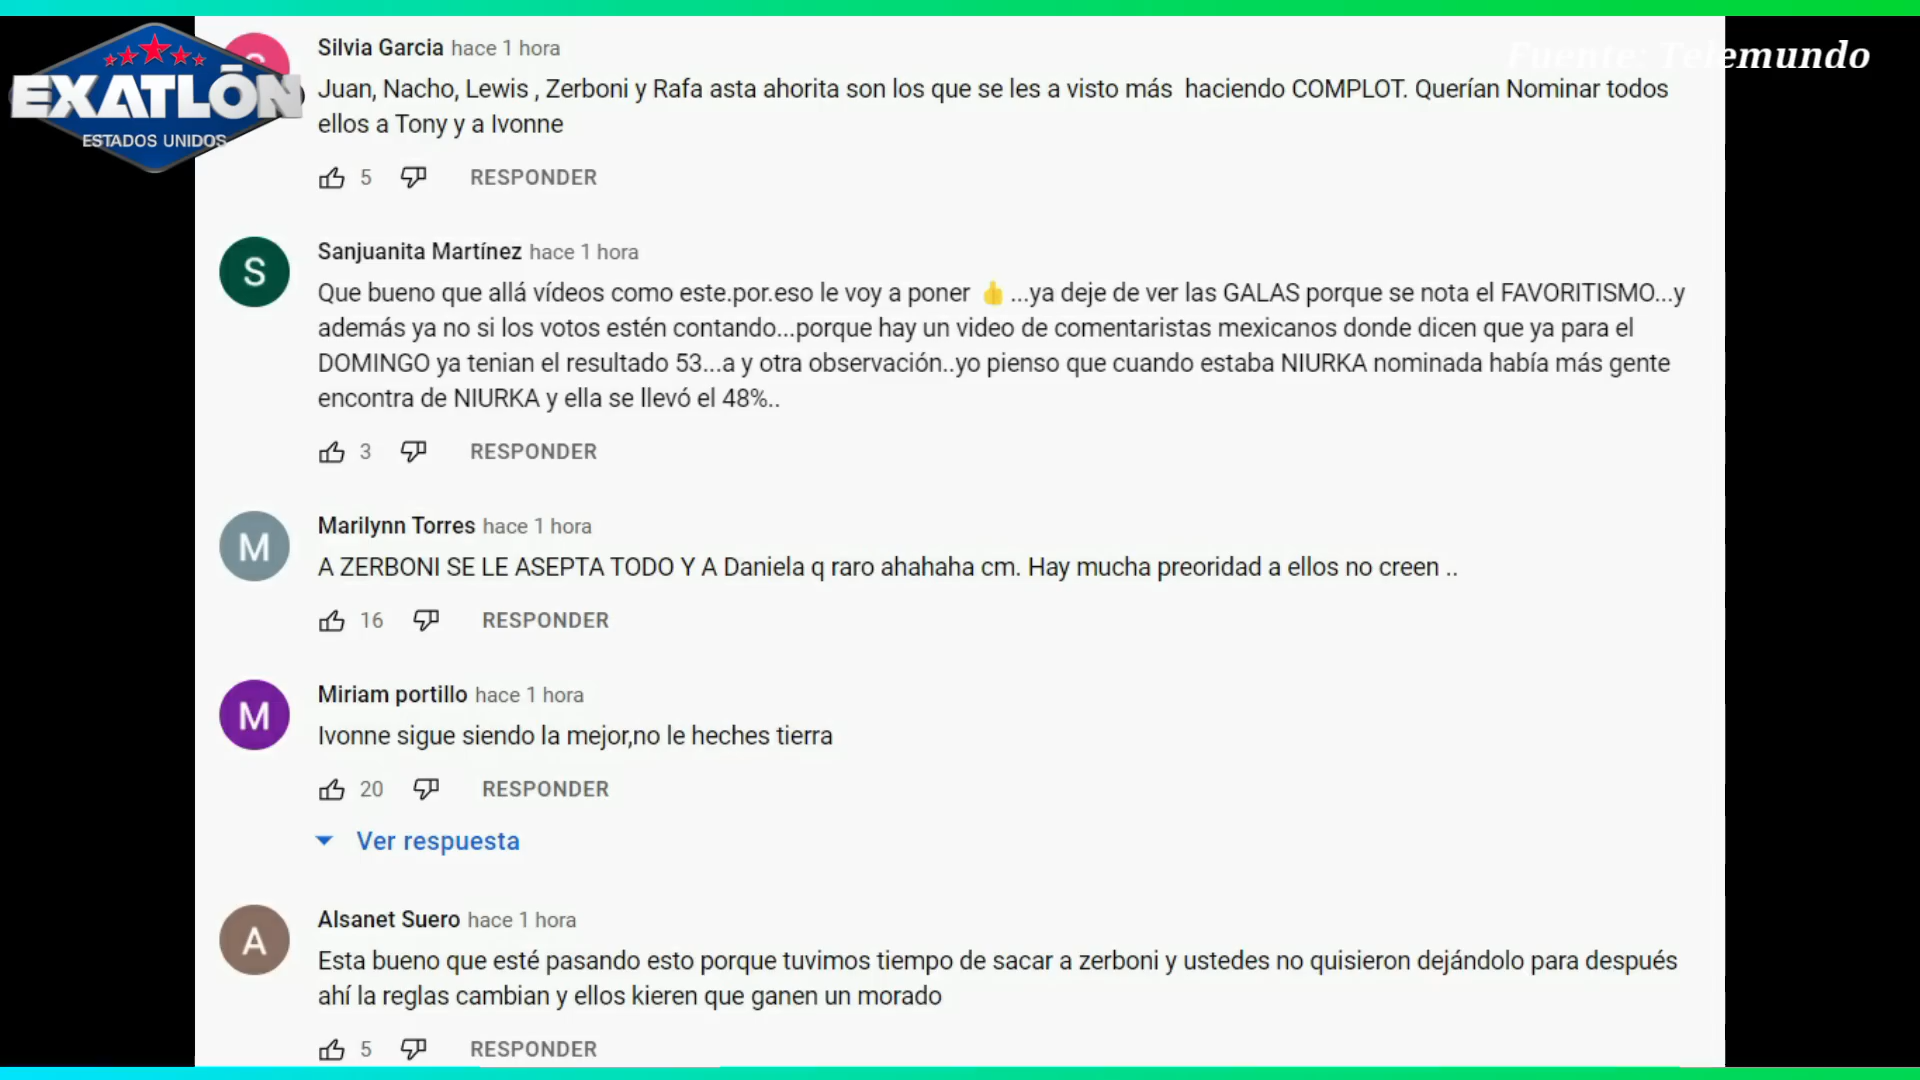 EXATLÓN
ESTADOS UNIDOS
Fuente: Telemundo
Silvia Garcia hace 1 hora
Juan, Nacho, Lewis , Zerboni y Rafa asta ahorita son los que se les a visto más  haciendo COMPLOT. Querían Nominar todos
ellos a Tony y a Ivonne
5 RESPONDER
S
Sanjuanita Martínez hace 1 hora
Que bueno que allá vídeos como este.por.eso le voy a poner 👍 ...ya deje de ver las GALAS porque se nota el FAVORITISMO...y
además ya no si los votos estén contando...porque hay un video de comentaristas mexicanos donde dicen que ya para el
DOMINGO ya tenian el resultado 53...a y otra observación..yo pienso que cuando estaba NIURKA nominada había más gente
encontra de NIURKA y ella se llevó el 48%..
3 RESPONDER
M
Marilynn Torres hace 1 hora
A ZERBONI SE LE ASEPTA TODO Y A Daniela q raro ahahaha cm. Hay mucha preoridad a ellos no creen ..
16 RESPONDER
M
Miriam portillo hace 1 hora
Ivonne sigue siendo la mejor,no le heches tierra
20 RESPONDER
Ver respuesta
A
Alsanet Suero hace 1 hora
Esta bueno que esté pasando esto porque tuvimos tiempo de sacar a zerboni y ustedes no quisieron dejándolo para después
ahí la reglas cambian y ellos kieren que ganen un morado
5 RESPONDER